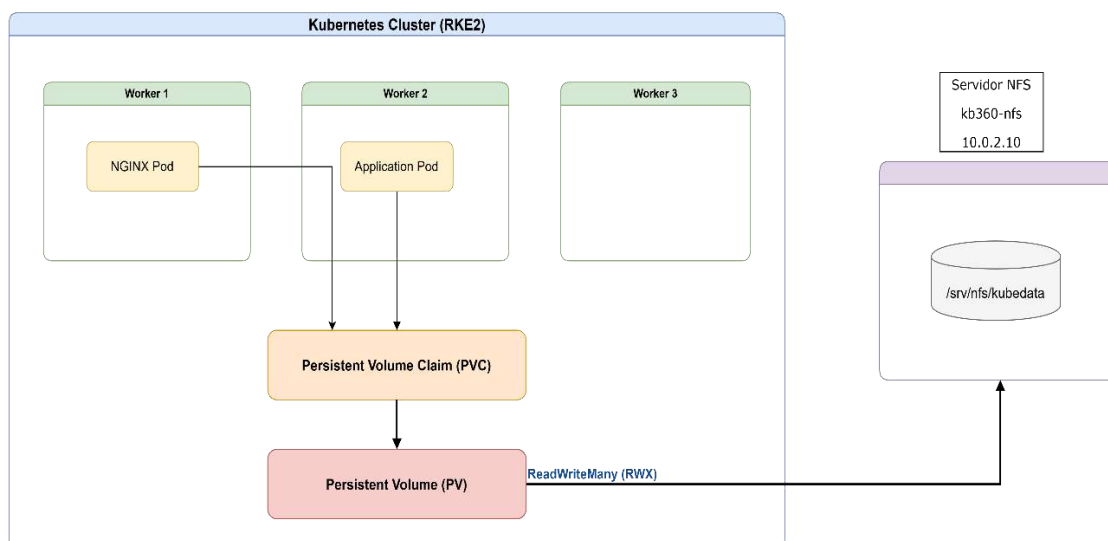 Kubernetes Cluster (RKE2)
Worker 1
Worker 2
Worker 3
NGINX Pod
Application Pod
Servidor NFS
kb360-nfs
10.0.2.10
/srv/nfs/kubedata
Persistent Volume Claim (PVC)
ReadWriteMany (RWX)
Persistent Volume (PV)